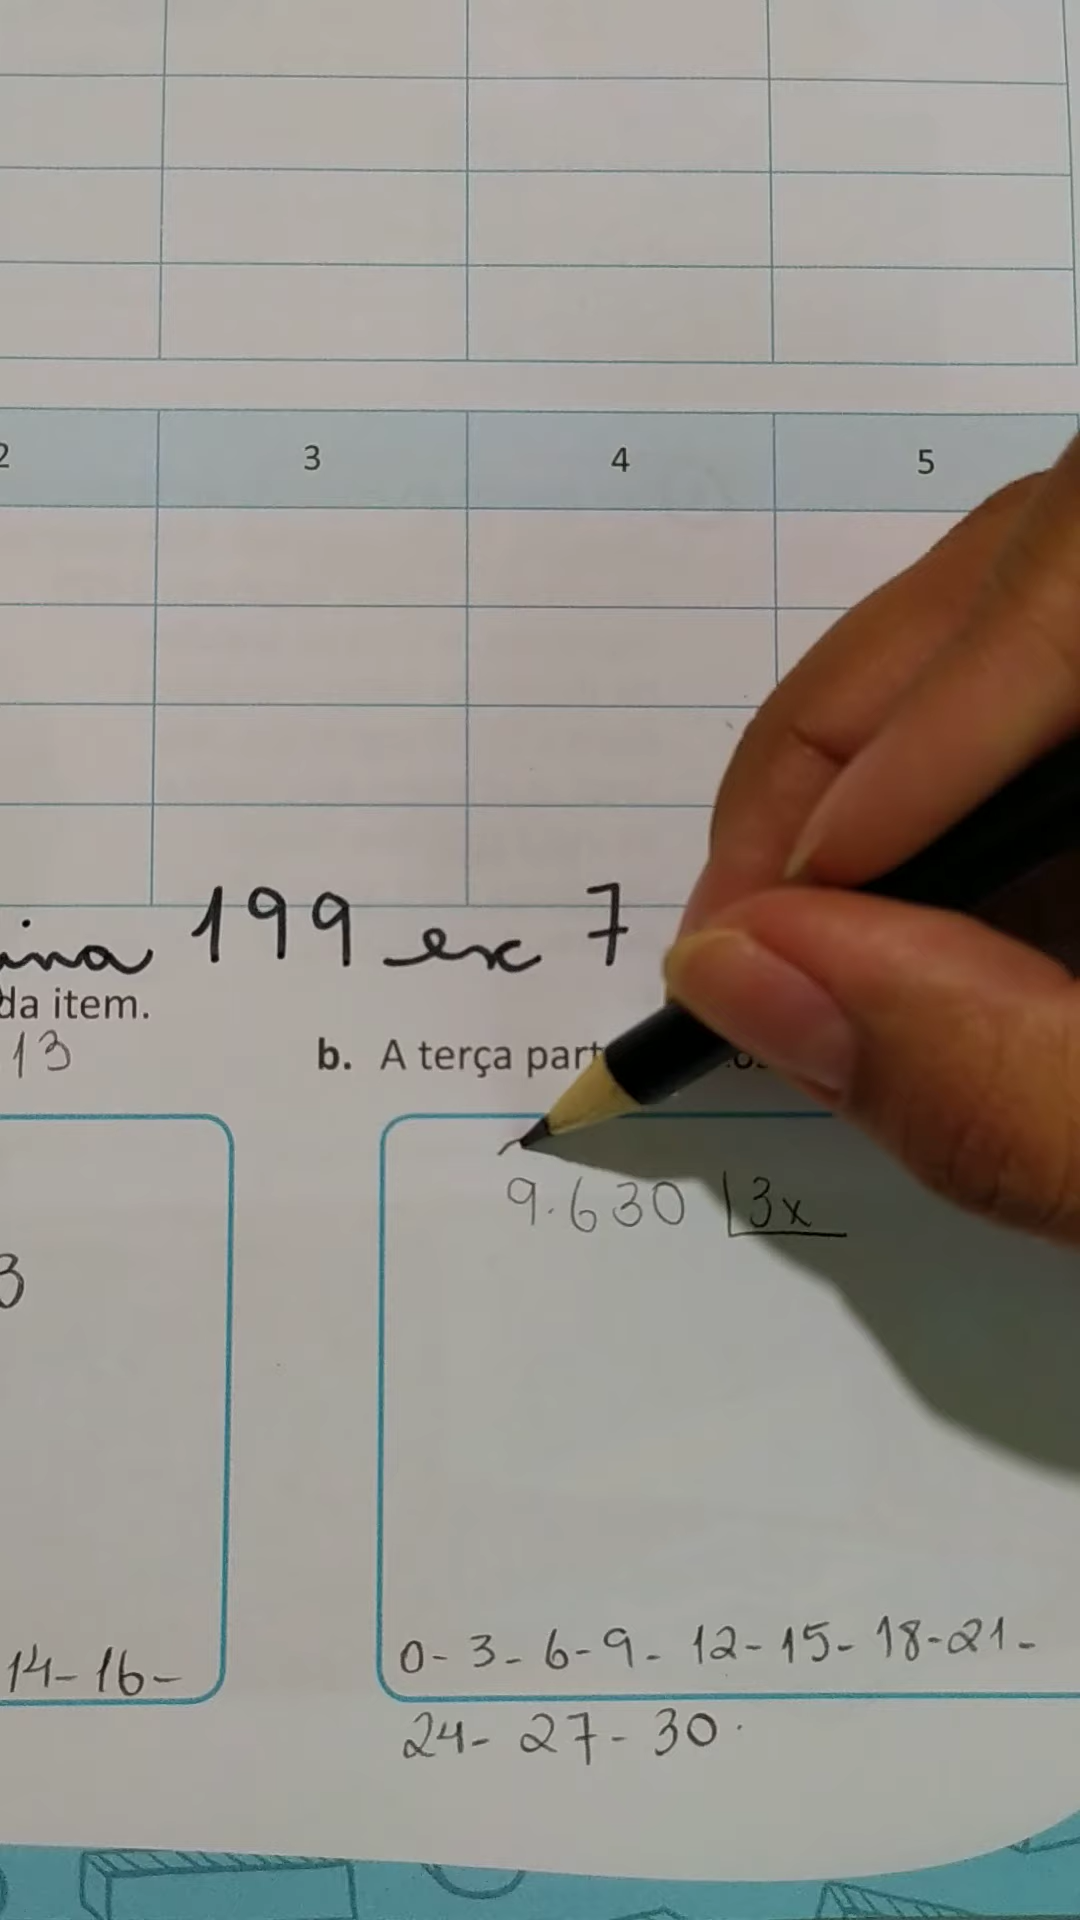 2 3 4 5
199 ex 7
da item.
13
b. A terça
9.630 3x
3
14-16-
0-3-6-9-12-15-18-21-
24-27-30.